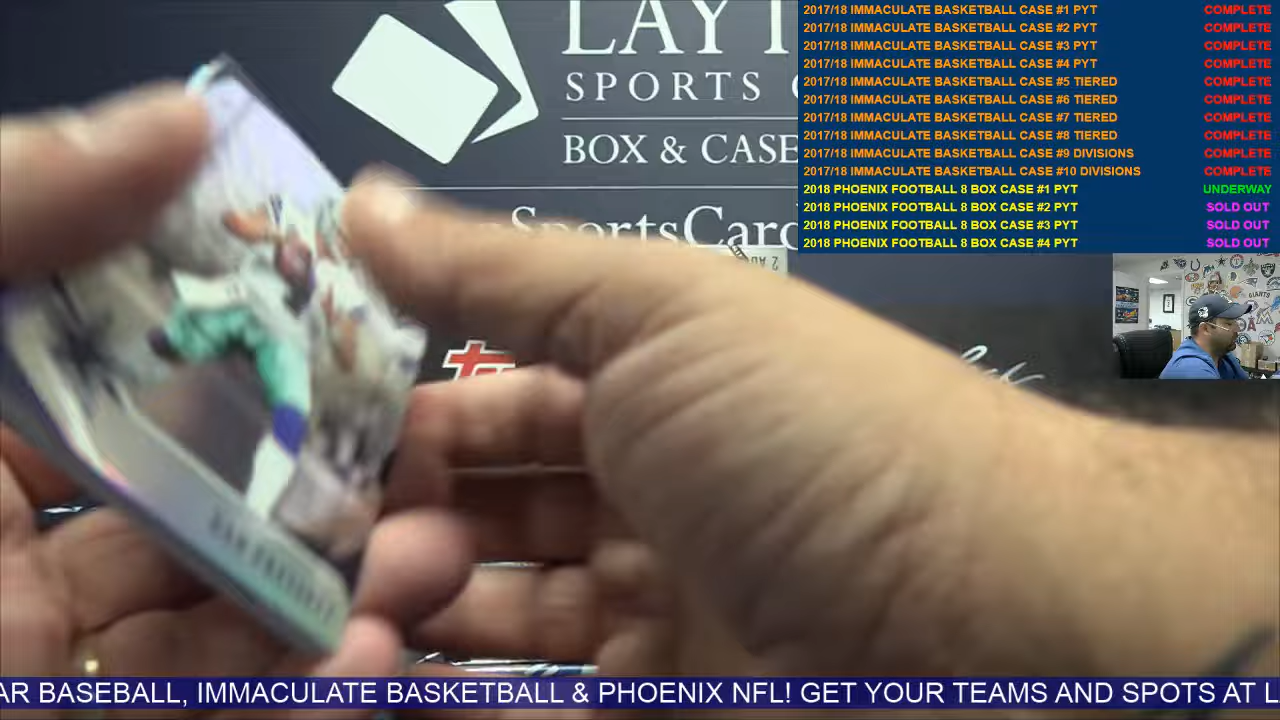 2017/18 IMMACULATE BASKETBALL CASE #1 PYT COMPLETE
2017/18 IMMACULATE BASKETBALL CASE #2 PYT COMPLETE
2017/18 IMMACULATE BASKETBALL CASE #3 PYT COMPLETE
2017/18 IMMACULATE BASKETBALL CASE #4 PYT COMPLETE
2017/18 IMMACULATE BASKETBALL CASE #5 TIERED COMPLETE
2017/18 IMMACULATE BASKETBALL CASE #6 TIERED COMPLETE
2017/18 IMMACULATE BASKETBALL CASE #7 TIERED COMPLETE
2017/18 IMMACULATE BASKETBALL CASE #8 TIERED COMPLETE
2017/18 IMMACULATE BASKETBALL CASE #9 DIVISIONS COMPLETE
2017/18 IMMACULATE BASKETBALL CASE #10 DIVISIONS COMPLETE
2018 PHOENIX FOOTBALL 8 BOX CASE #1 PYT UNDERWAY
2018 PHOENIX FOOTBALL 8 BOX CASE #2 PYT SOLD OUT
2018 PHOENIX FOOTBALL 8 BOX CASE #3 PYT SOLD OUT
2018 PHOENIX FOOTBALL 8 BOX CASE #4 PYT SOLD OUT
LAYT
SPORTS C
BOX & CASE
SportsCar
GIANTS
AR BASEBALL, IMMACULATE BASKETBALL & PHOENIX NFL! GET YOUR TEAMS AND SPOTS AT L